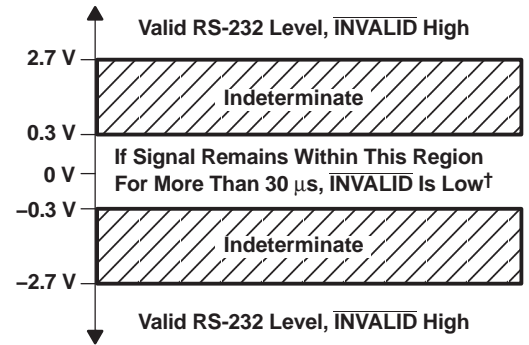 Valid RS-232 Level, INVALID High
2.7 V
Indeterminate
0.3 V
If Signal Remains Within This Region
0 V
For More Than 30 μs, INVALID Is Low†
–0.3 V
Indeterminate
–2.7 V
Valid RS-232 Level, INVALID High